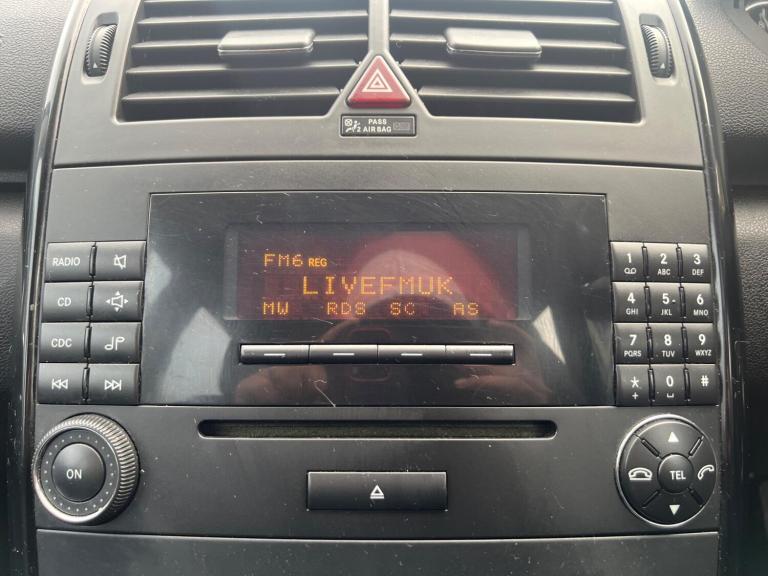 PASS
2 AIR BAG
FM6 REG
LIVEFMUK
MW RDS SC AS
RADIO
CD
CDC
ON
1
2 ABC
3 DEF
4 GHI
5 JKL
6 MNO
7 PQRS
8 TUV
9 WXYZ
* +
0
#
TEL